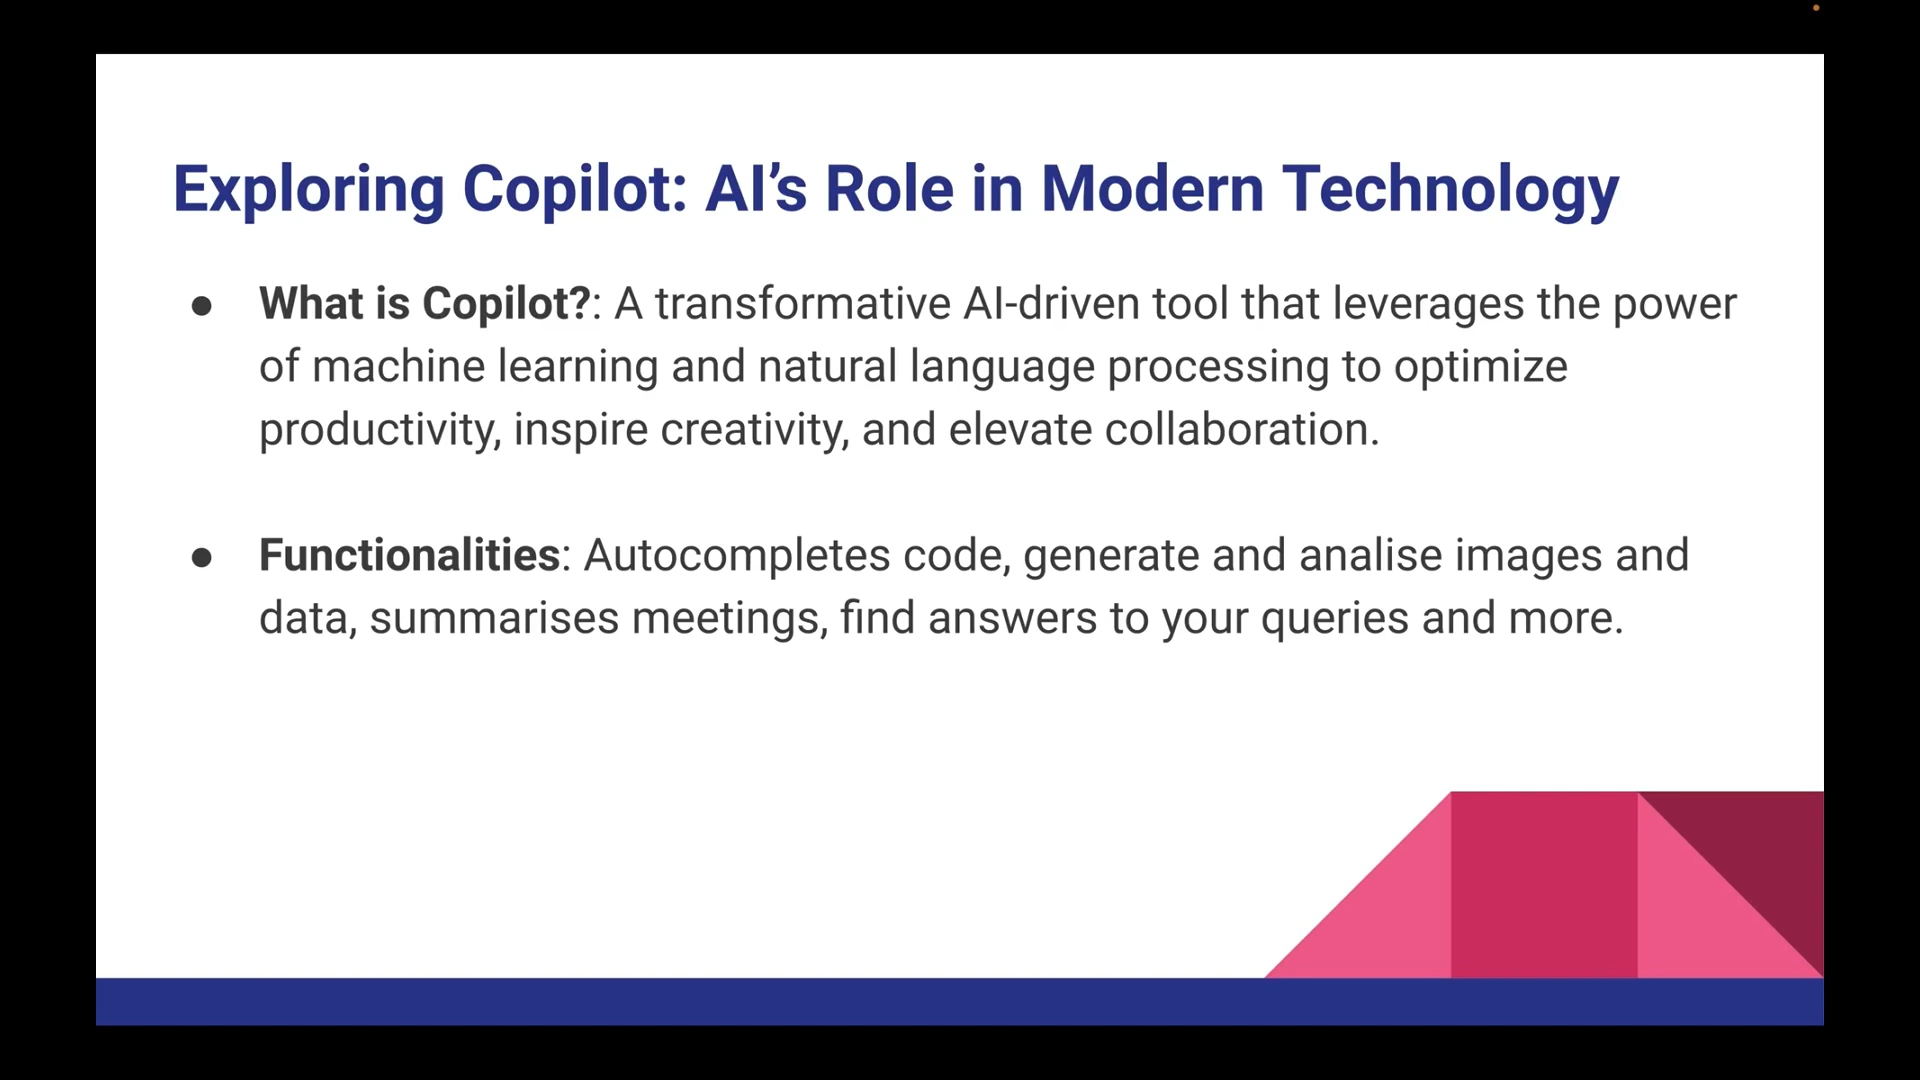 Exploring Copilot: AI’s Role in Modern Technology
● What is Copilot?: A transformative AI-driven tool that leverages the power
of machine learning and natural language processing to optimize
productivity, inspire creativity, and elevate collaboration.
● Functionalities: Autocompletes code, generate and analise images and
data, summarises meetings, find answers to your queries and more.